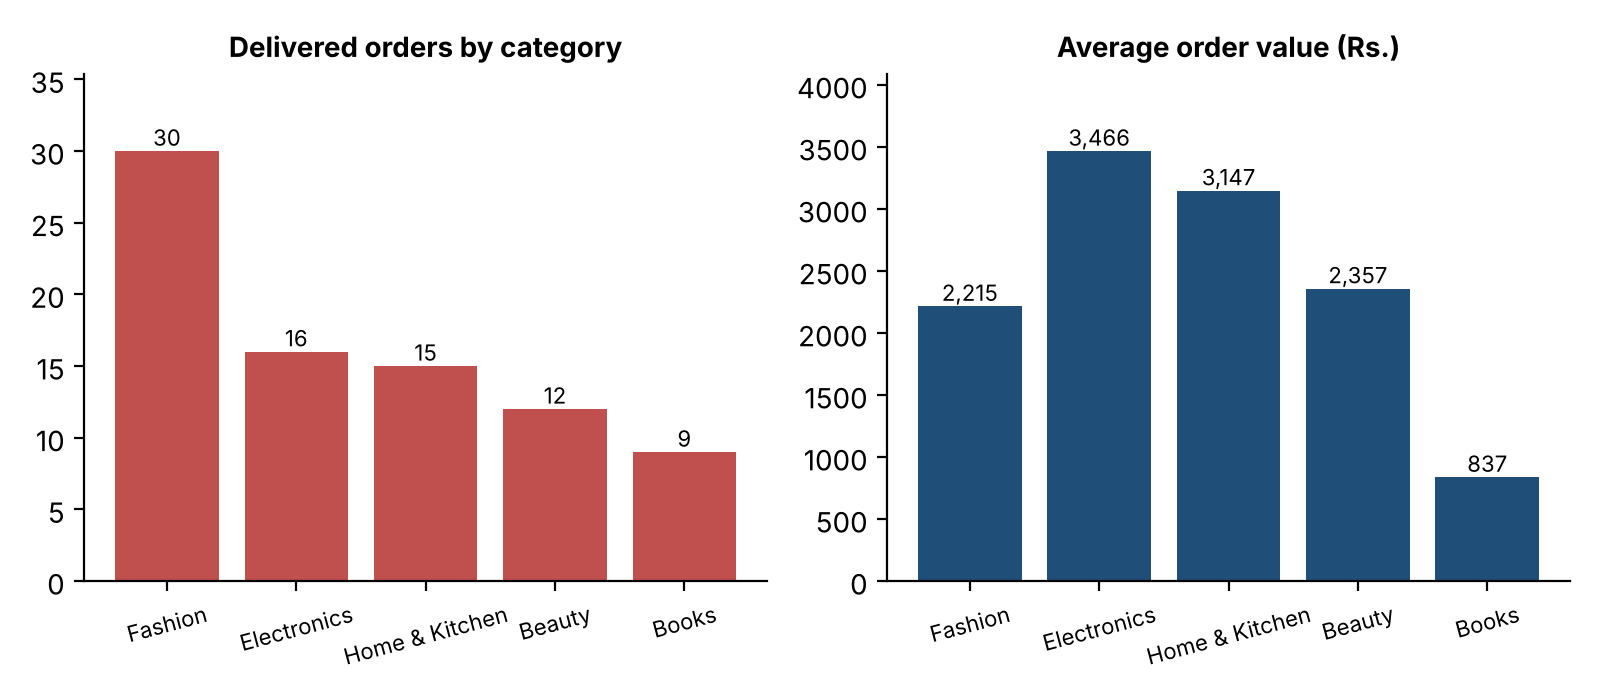 Delivered orders by category
35
30
25
20
15
10
5
0
30
16
15
12
9
Fashion
Electronics
Home & Kitchen
Beauty
Books
Average order value (Rs.)
4000
3500
3000
2500
2000
1500
1000
500
0
2,215
3,466
3,147
2,357
837
Fashion
Electronics
Home & Kitchen
Beauty
Books